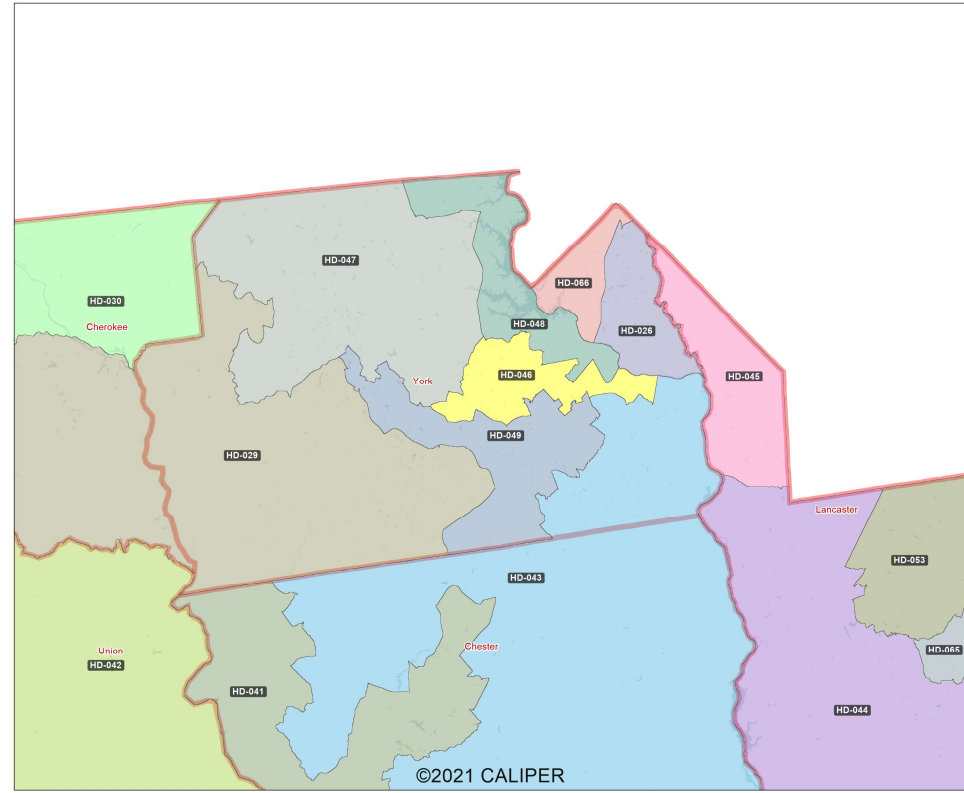 HD-047
HD-066
HD-030
Cherokee
HD-048
HD-026
HD-046
York
HD-045
HD-049
HD-029
Lancaster
HD-053
HD-043
Chester
Union
HD-042
HD-065
HD-041
HD-044
©2021 CALIPER